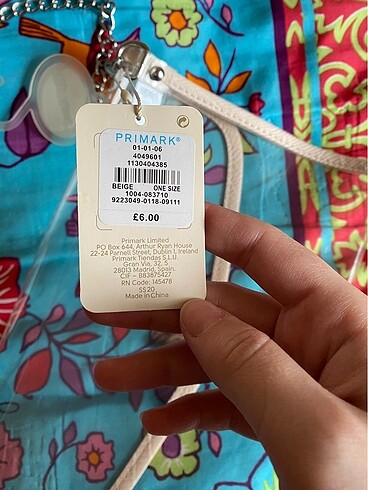 PRIMARK®
01-01-06
4049601
1130404385
BEIGE ONE SIZE
1004-083710
9223049-0118-09111
£6.00
Primark Limited
PO Box 644, Arthur Ryan House
22-24 Parnell Street, Dublin 1, Ireland
Primark Tiendas S.L.U.
Gran Via, 32, 5
28013 Madrid, Spain.
CIF - B83875427
RN Code: 145478
SS20
Made in China